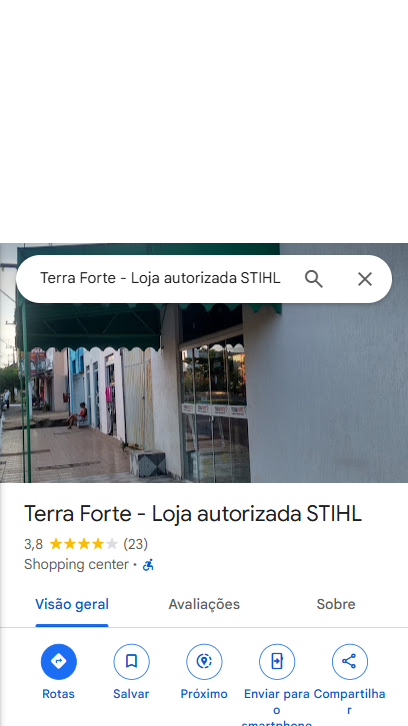 Terra Forte - Loja autorizada STIHL
Terra Forte - Loja autorizada STIHL
3,8 (23)
Shopping center ·
Visão geral Avaliações Sobre
Rotas Salvar Próximo Enviar para o smartphone Compartilhar